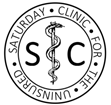 SATURDAY · CLINIC · FOR · THE · UNINSURED ·
S C